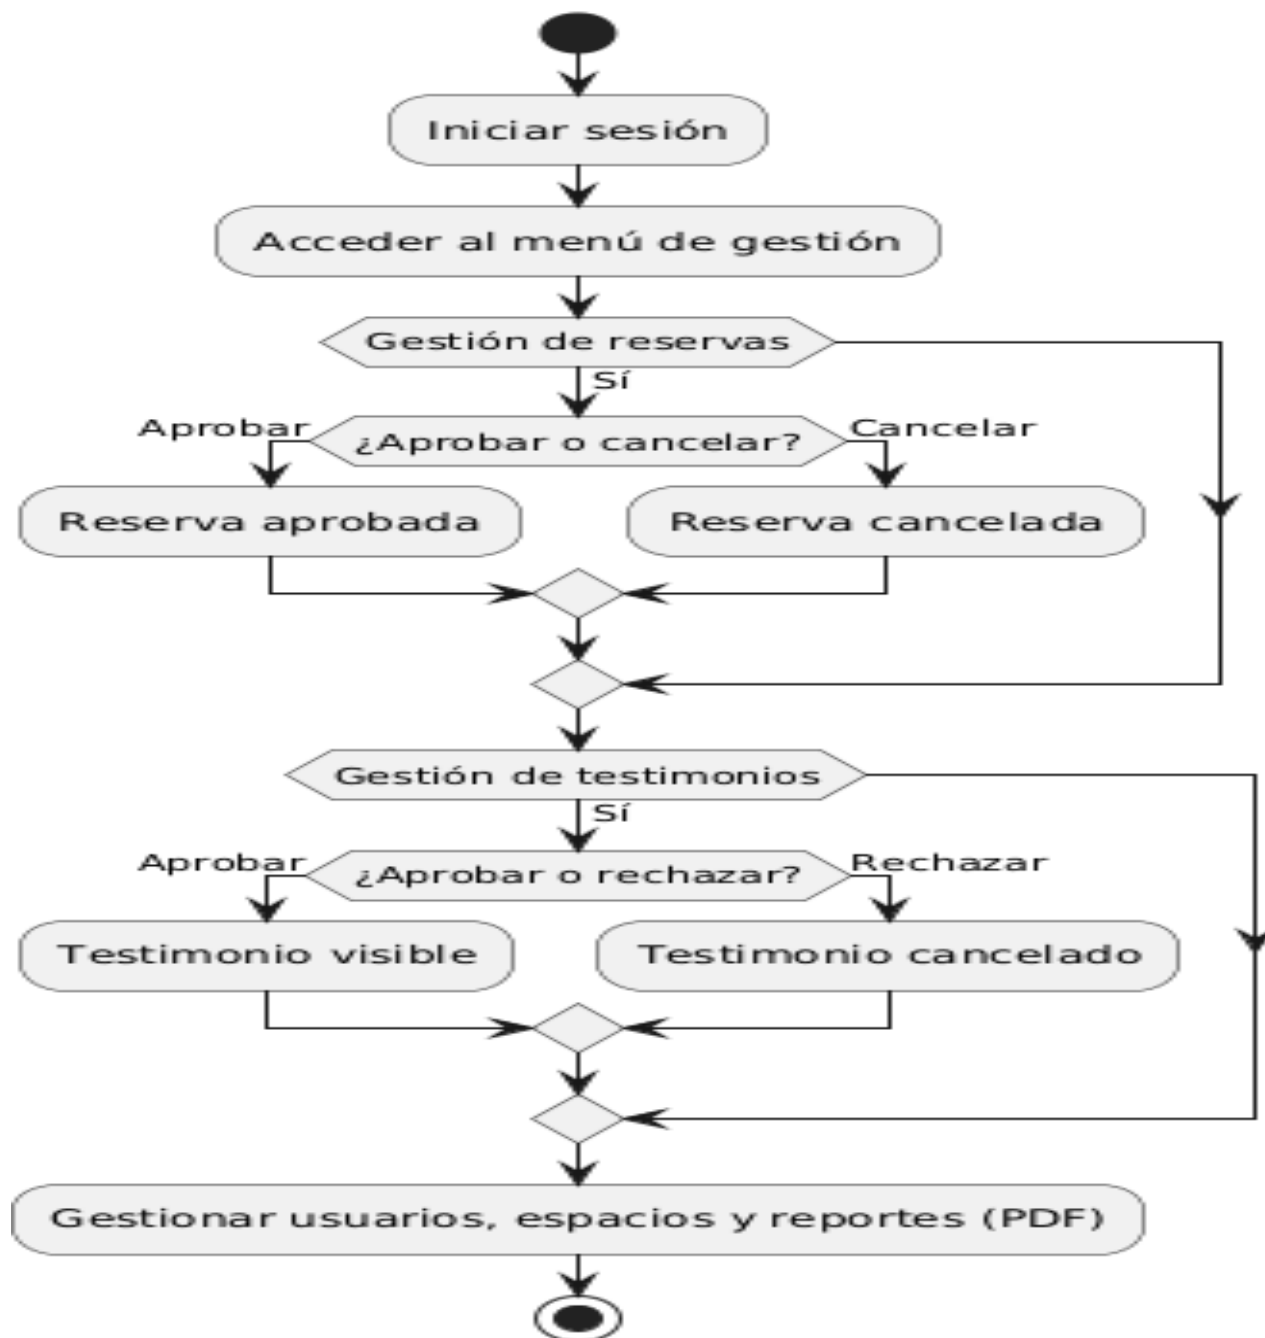 Iniciar sesión
Acceder al menú de gestión
Gestión de reservas
Sí
Aprobar
¿Aprobar o cancelar?
Cancelar
Reserva aprobada
Reserva cancelada
Gestión de testimonios
Sí
Aprobar
¿Aprobar o rechazar?
Rechazar
Testimonio visible
Testimonio cancelado
Gestionar usuarios, espacios y reportes (PDF)